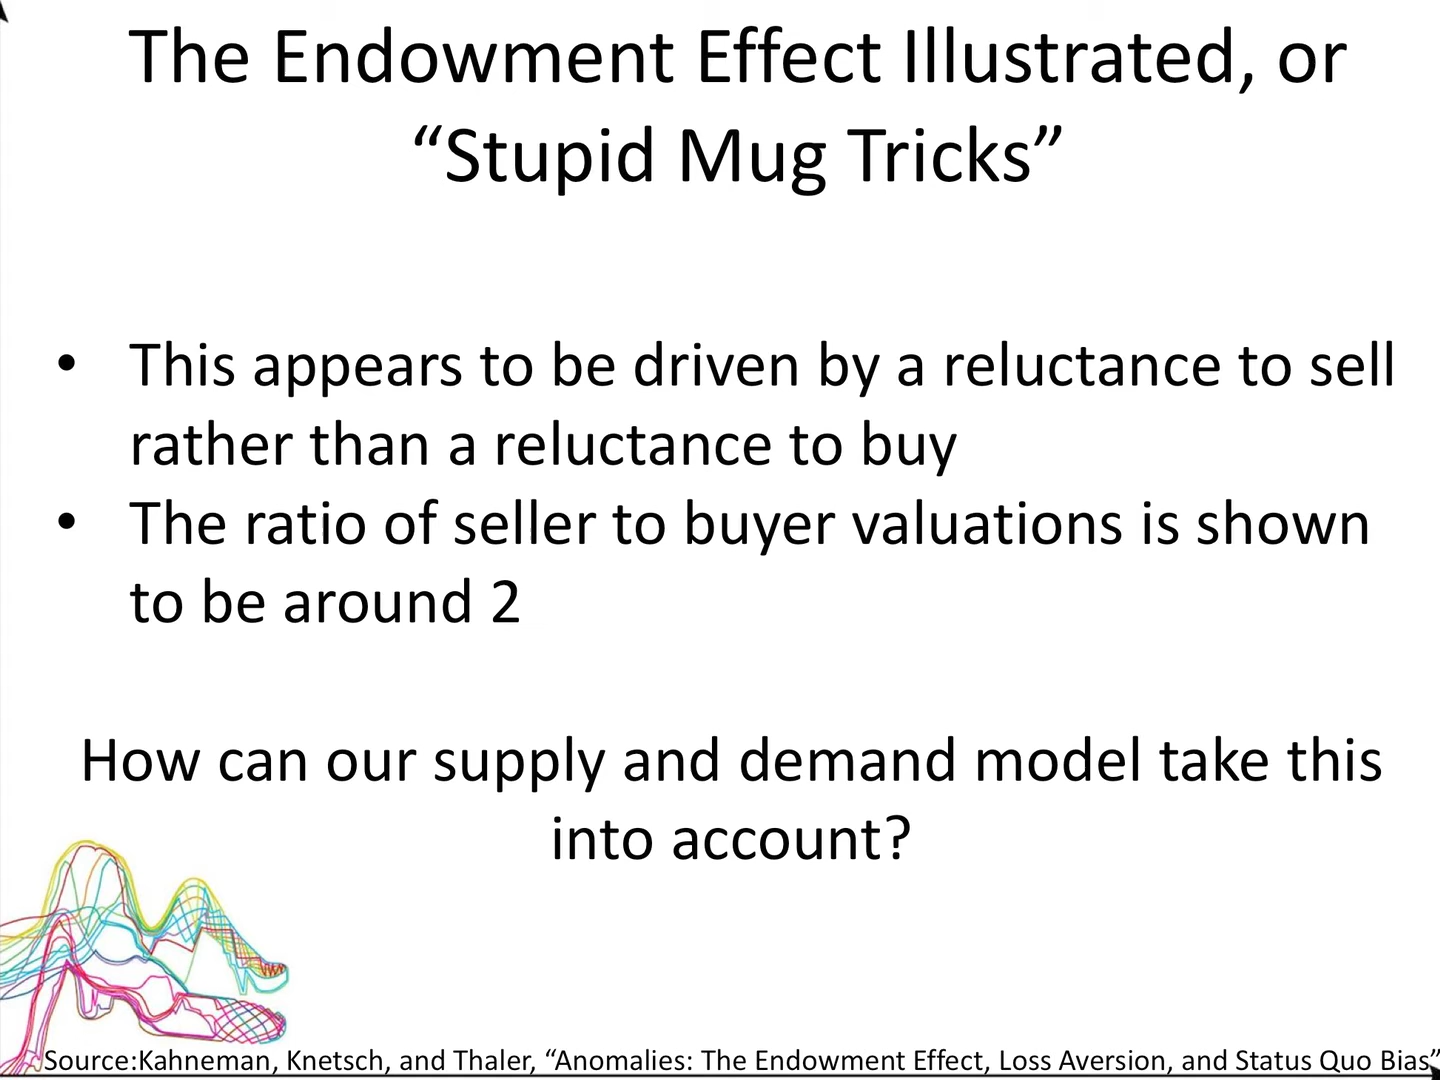 The Endowment Effect Illustrated, or
“Stupid Mug Tricks”
• This appears to be driven by a reluctance to sell
rather than a reluctance to buy
• The ratio of seller to buyer valuations is shown
to be around 2
How can our supply and demand model take this
into account?
Source:Kahneman, Knetsch, and Thaler, “Anomalies: The Endowment Effect, Loss Aversion, and Status Quo Bias”